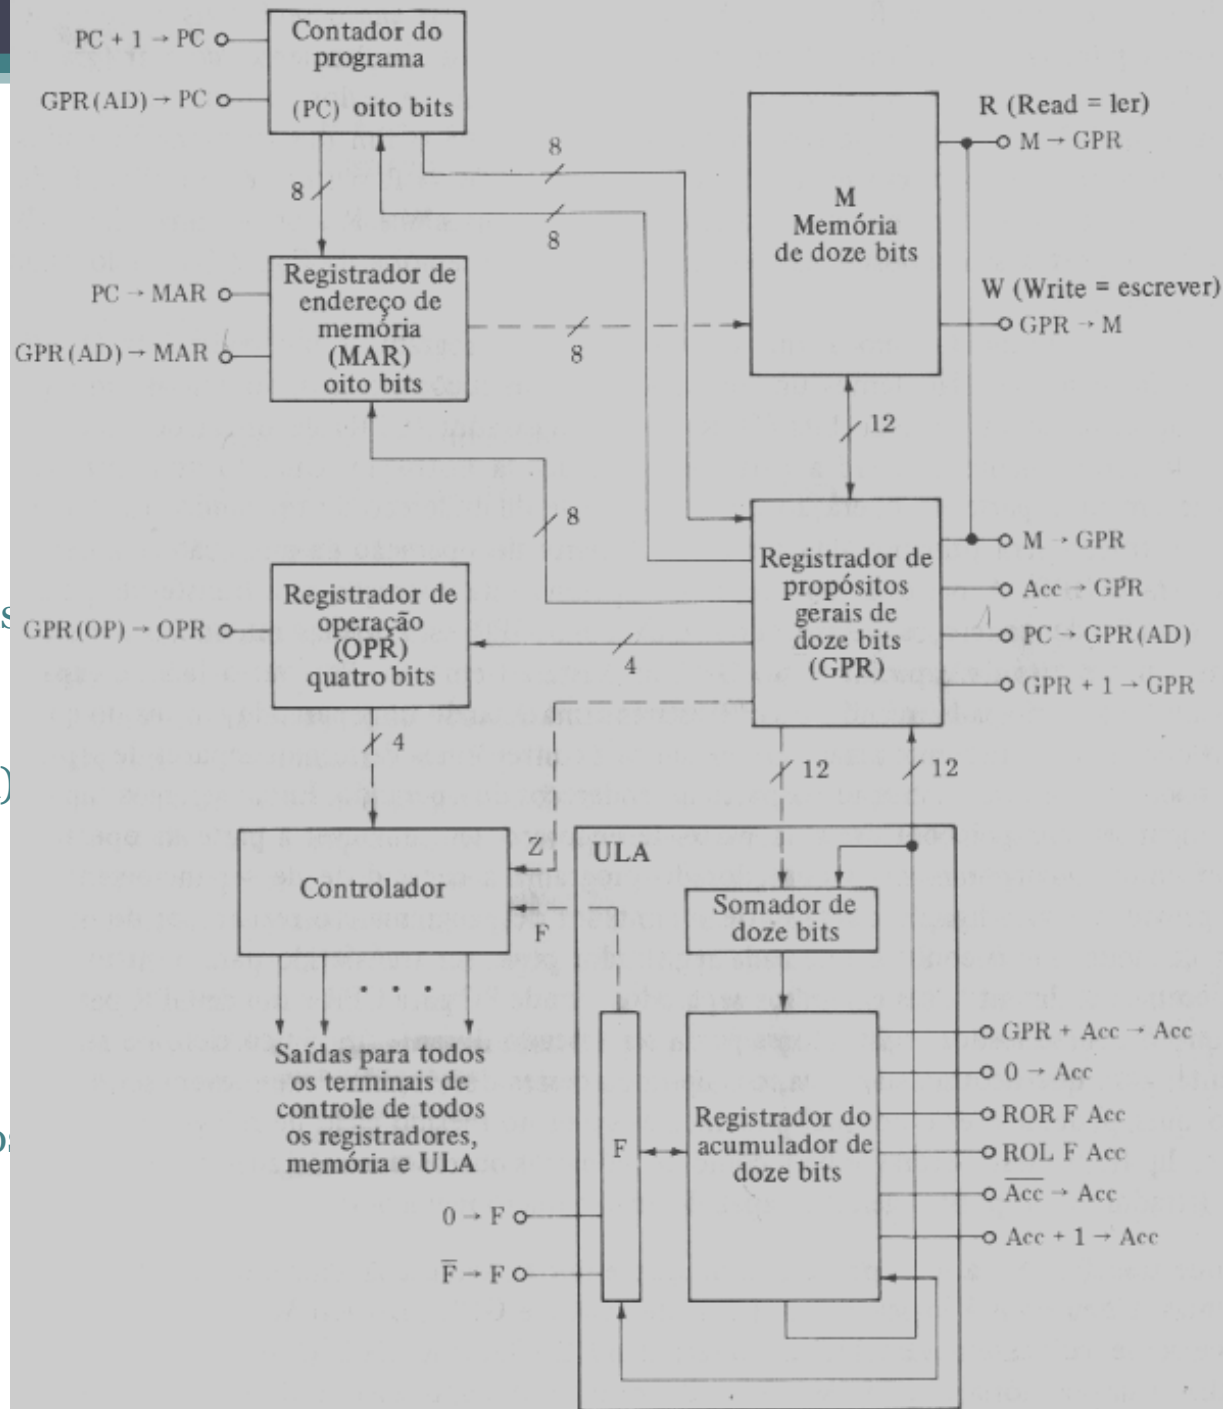 PC + 1 → PC
GPR(AD) → PC
Contador do
programa
(PC) oito bits
8
8
8
M
Memória
de doze bits
R (Read = ler)
M → GPR
W (Write = escrever)
GPR → M
PC → MAR
GPR(AD) → MAR
Registrador de
endereço de
memória
(MAR)
oito bits
8
12
8
GPR(OP) → OPR
Registrador de
operação
(OPR)
quatro bits
4
Registrador de
propósitos
gerais de
doze bits
(GPR)
M → GPR
Acc → GPR
PC → GPR(AD)
GPR + 1 → GPR
4
12
12
Controlador
Z
F
ULA
Somador de
doze bits
. . .
Saídas para todos
os terminais de
controle de todos
os registradores,
memória e ULA
F
Registrador do
acumulador de
doze bits
GPR + Acc → Acc
0 → Acc
ROR F Acc
ROL F Acc
A̅c̅c̅ → Acc
Acc + 1 → Acc
0 → F
F̅ → F